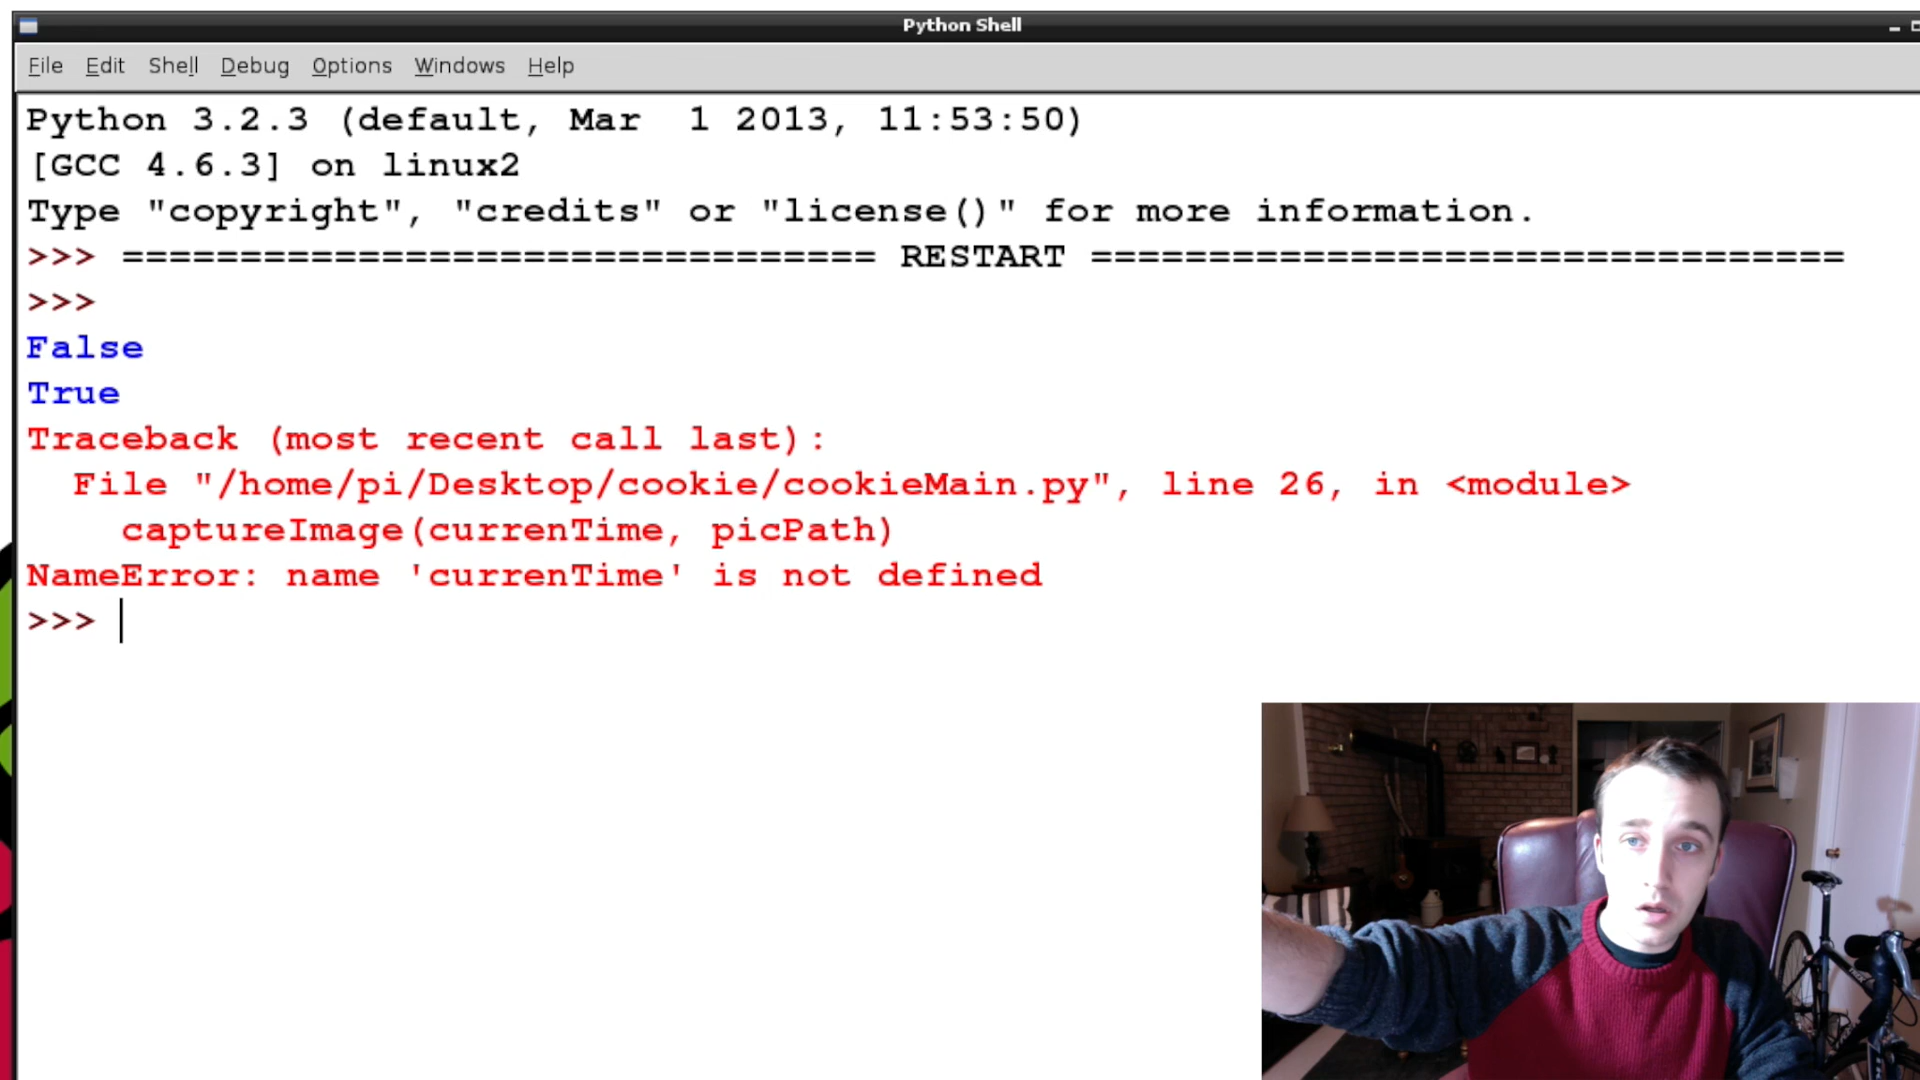 Python Shell
File Edit Shell Debug Options Windows Help
Python 3.2.3 (default, Mar  1 2013, 11:53:50)
[GCC 4.6.3] on linux2
Type "copyright", "credits" or "license()" for more information.
>>> ================================ RESTART ================================
>>>
False
True
Traceback (most recent call last):
  File "/home/pi/Desktop/cookie/cookieMain.py", line 26, in <module>
    captureImage(currenTime, picPath)
NameError: name 'currenTime' is not defined
>>>